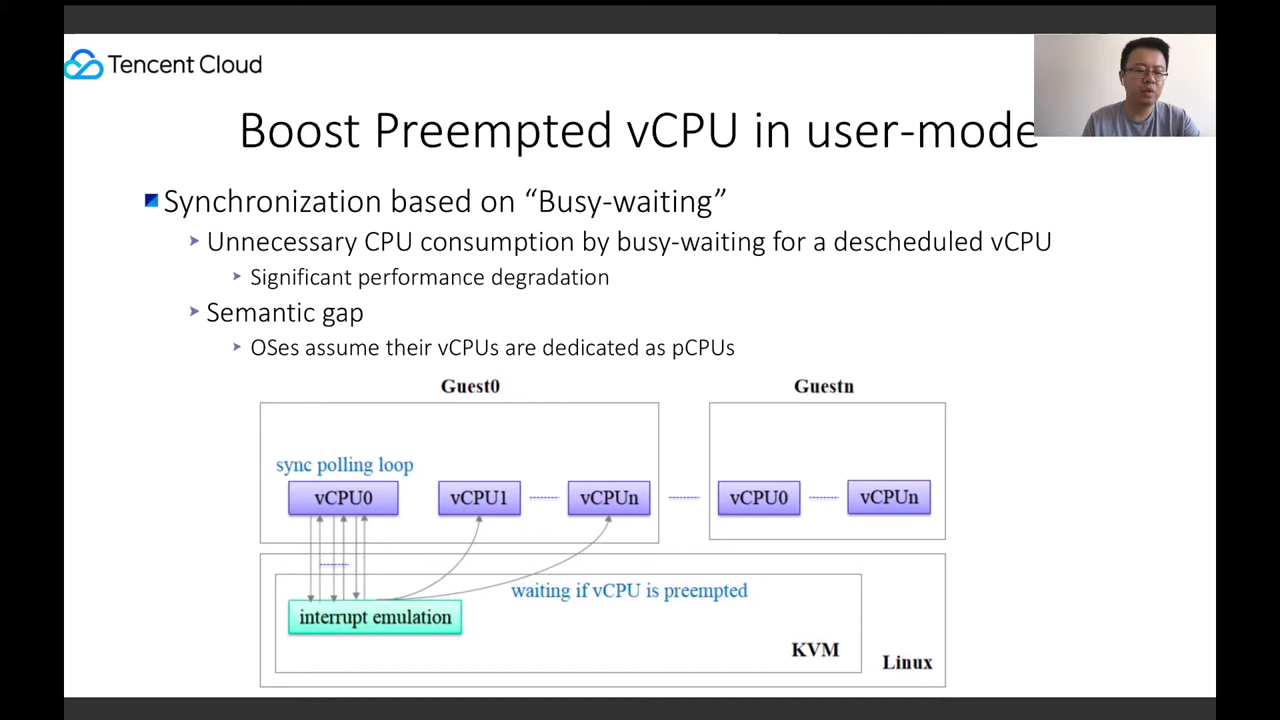 Tencent Cloud
Boost Preempted vCPU in user-mode
Synchronization based on “Busy-waiting”
Unnecessary CPU consumption by busy-waiting for a descheduled vCPU
Significant performance degradation
Semantic gap
OSes assume their vCPUs are dedicated as pCPUs
Guest0
Guestn
sync polling loop
vCPU0
vCPU1
vCPUn
vCPU0
vCPUn
waiting if vCPU is preempted
interrupt emulation
KVM
Linux